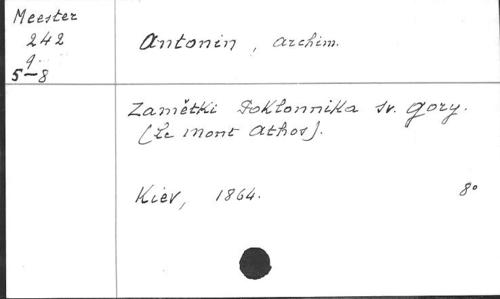 Meester
242
9.
5-8
Antonin, archim.
Zamětki Poklonnika sv. gory.
(Le Mont Athos).
Kiev, 1864. 8°